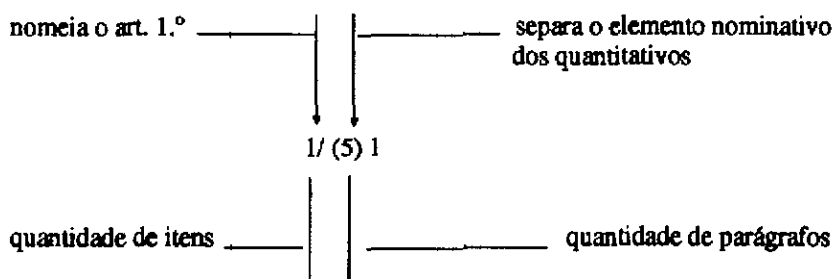 nomeia o art. 1.º
separa o elemento nominativo
dos quantitativos
1/ (5) 1
quantidade de itens
quantidade de parágrafos